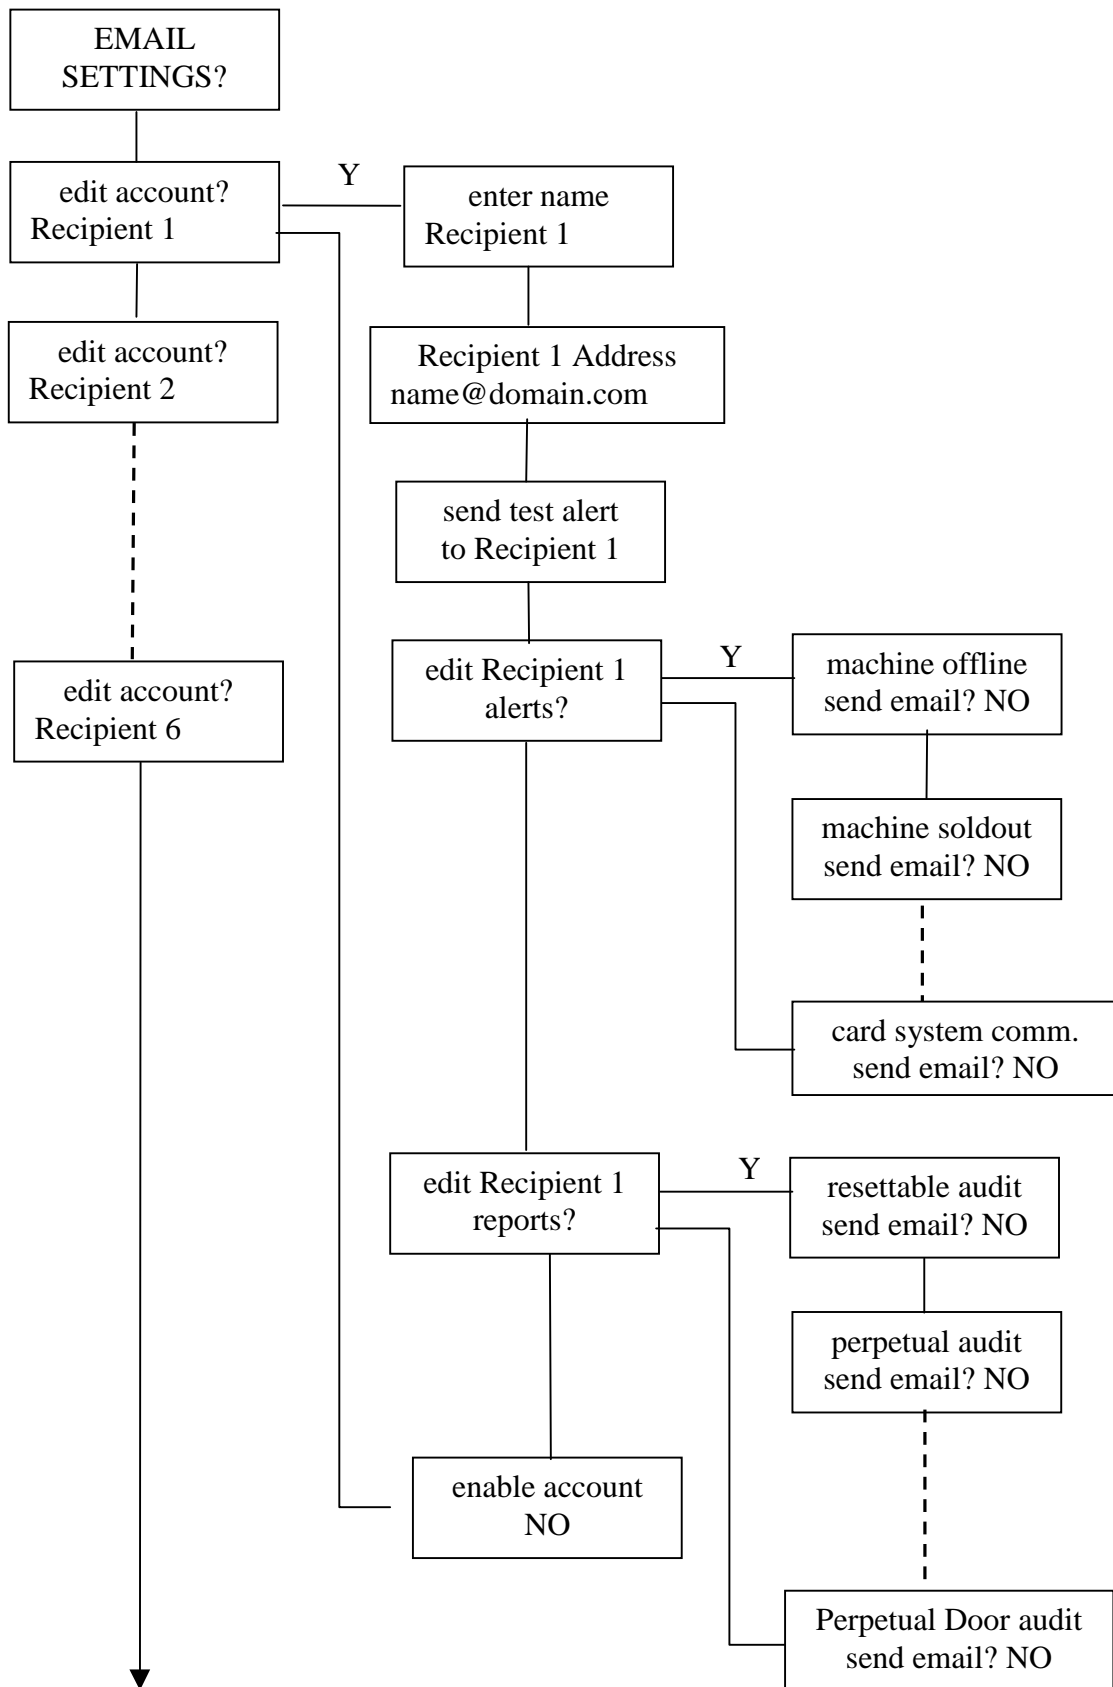 EMAIL
SETTINGS?
edit account?
Recipient 1
Y
enter name
Recipient 1
edit account?
Recipient 2
Recipient 1 Address
name@domain.com
send test alert
to Recipient 1
edit account?
Recipient 6
edit Recipient 1
alerts?
Y
machine offline
send email? NO
machine soldout
send email? NO
card system comm.
send email? NO
edit Recipient 1
reports?
Y
resettable audit
send email? NO
perpetual audit
send email? NO
enable account
NO
Perpetual Door audit
send email? NO